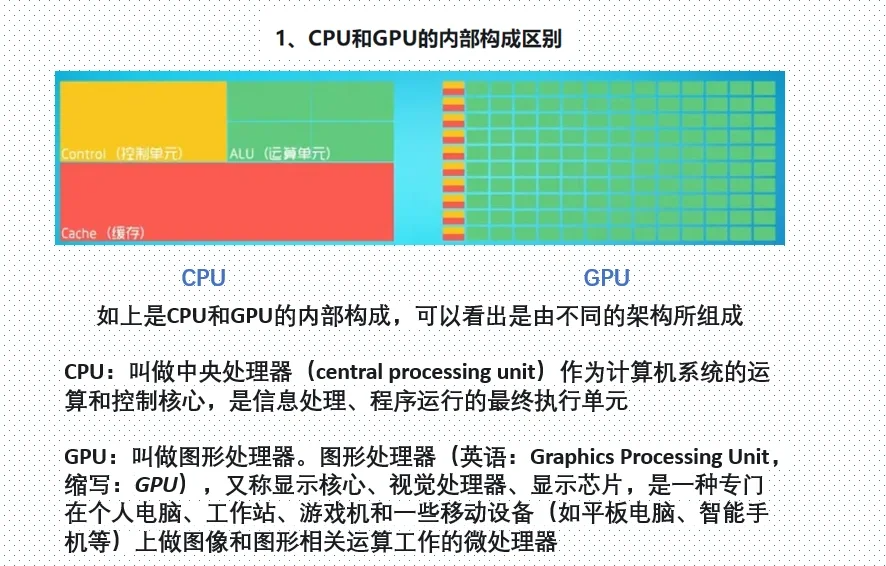 1、CPU和GPU的内部构成区别
Control（控制单元）
ALU（运算单元）
Cache（缓存）
CPU
GPU
如上是CPU和GPU的内部构成，可以看出是由不同的架构所组成
CPU：叫做中央处理器（central processing unit）作为计算机系统的运
算和控制核心，是信息处理、程序运行的最终执行单元
GPU：叫做图形处理器。图形处理器（英语：Graphics Processing Unit，
缩写：GPU），又称显示核心、视觉处理器、显示芯片，是一种专门
在个人电脑、工作站、游戏机和一些移动设备（如平板电脑、智能手
机等）上做图像和图形相关运算工作的微处理器